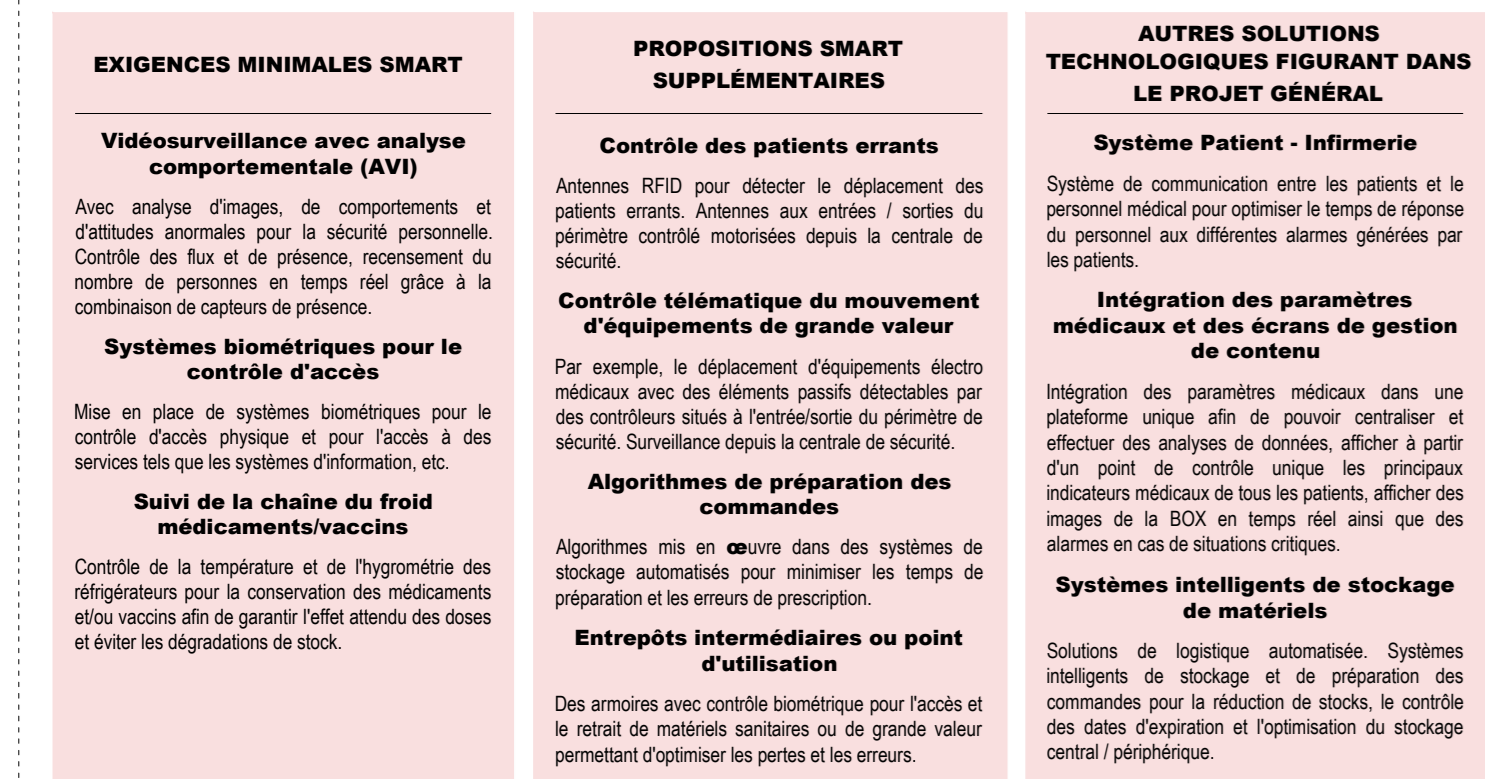 EXIGENCES MINIMALES SMART
Vidéosurveillance avec analyse
comportementale (AVI)
Avec analyse d'images, de comportements et
d'attitudes anormales pour la sécurité personnelle.
Contrôle des flux et de présence, recensement du
nombre de personnes en temps réel grâce à la
combinaison de capteurs de présence.
Systèmes biométriques pour le
contrôle d'accès
Mise en place de systèmes biométriques pour le
contrôle d'accès physique et pour l'accès à des
services tels que les systèmes d'information, etc.
Suivi de la chaîne du froid
médicaments/vaccins
Contrôle de la température et de l'hygrométrie des
réfrigérateurs pour la conservation des médicaments
et/ou vaccins afin de garantir l'effet attendu des doses
et éviter les dégradations de stock.
PROPOSITIONS SMART
SUPPLÉMENTAIRES
Contrôle des patients errants
Antennes RFID pour détecter le déplacement des
patients errants. Antennes aux entrées / sorties du
périmètre contrôlé motorisées depuis la centrale de
sécurité.
Contrôle télématique du mouvement
d'équipements de grande valeur
Par exemple, le déplacement d'équipements électro
médicaux avec des éléments passifs détectables par
des contrôleurs situés à l'entrée/sortie du périmètre de
sécurité. Surveillance depuis la centrale de sécurité.
Algorithmes de préparation des
commandes
Algorithmes mis en œuvre dans des systèmes de
stockage automatisés pour minimiser les temps de
préparation et les erreurs de prescription.
Entrepôts intermédiaires ou point
d'utilisation
Des armoires avec contrôle biométrique pour l'accès et
le retrait de matériels sanitaires ou de grande valeur
permettant d'optimiser les pertes et les erreurs.
AUTRES SOLUTIONS
TECHNOLOGIQUES FIGURANT DANS
LE PROJET GÉNÉRAL
Système Patient - Infirmerie
Système de communication entre les patients et le
personnel médical pour optimiser le temps de réponse
du personnel aux différentes alarmes générées par
les patients.
Intégration des paramètres
médicaux et des écrans de gestion
de contenu
Intégration des paramètres médicaux dans une
plateforme unique afin de pouvoir centraliser et
effectuer des analyses de données, afficher à partir
d'un point de contrôle unique les principaux
indicateurs médicaux de tous les patients, afficher des
images de la BOX en temps réel ainsi que des
alarmes en cas de situations critiques.
Systèmes intelligents de stockage
de matériels
Solutions de logistique automatisée. Systèmes
intelligents de stockage et de préparation des
commandes pour la réduction de stocks, le contrôle
des dates d'expiration et l'optimisation du stockage
central / périphérique.